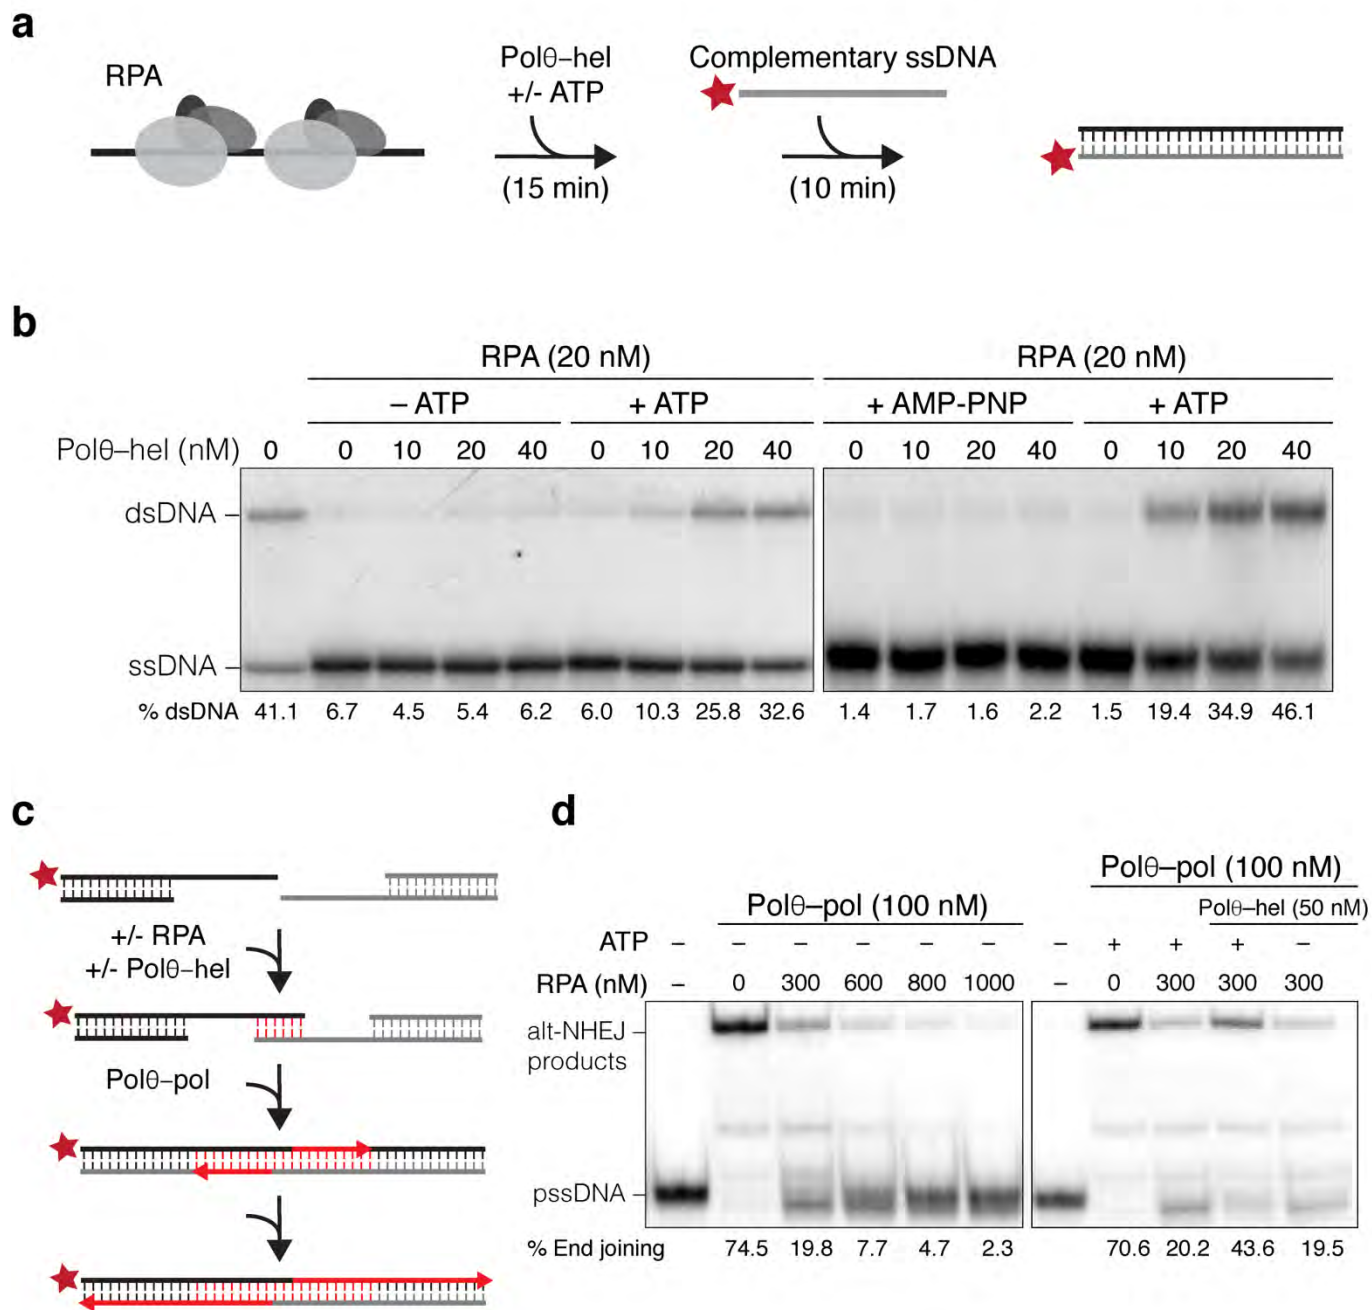 a
RPA
Polθ–hel
+/- ATP
(15 min)
Complementary ssDNA
(10 min)
b
RPA (20 nM) RPA (20 nM)
– ATP + ATP + AMP-PNP + ATP
Polθ–hel (nM) 0 0 10 20 40 0 10 20 40 0 10 20 40 0 10 20 40
dsDNA
ssDNA
% dsDNA 41.1 6.7 4.5 5.4 6.2 6.0 10.3 25.8 32.6 1.4 1.7 1.6 2.2 1.5 19.4 34.9 46.1
c
+/- RPA
+/- Polθ–hel
Polθ–pol
d
Polθ–pol (100 nM) Polθ–pol (100 nM)
Polθ–hel (50 nM)
ATP – – – – – – – + + + –
RPA (nM) – 0 300 600 800 1000 – 0 300 300 300
alt-NHEJ
products
pssDNA
% End joining 74.5 19.8 7.7 4.7 2.3 70.6 20.2 43.6 19.5